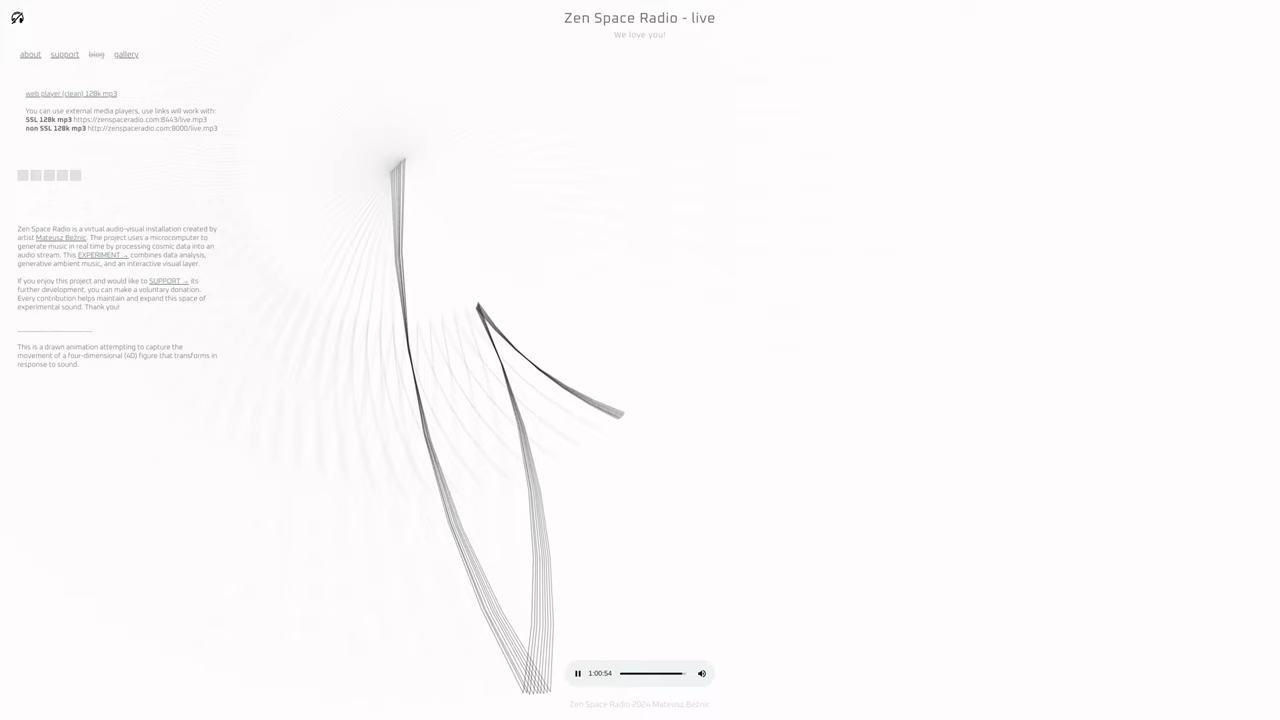 Zen Space Radio - live
We love you!
about support blog gallery
web player (clean) 128k mp3
You can use external media players, use links will work with:
SSL 128k mp3 https://zenspaceradio.com:8443/live.mp3
non SSL 128k mp3 http://zenspaceradio.com:8000/live.mp3
Zen Space Radio is a virtual audio-visual installation created by
artist Mateusz Beżnic. The project uses a microcomputer to
generate music in real time by processing cosmic data into an
audio stream. This EXPERIMENT → combines data analysis,
generative ambient music, and an interactive visual layer.
If you enjoy this project and would like to SUPPORT → its
further development, you can make a voluntary donation.
Every contribution helps maintain and expand this space of
experimental sound. Thank you!
This is a drawn animation attempting to capture the
movement of a four-dimensional (4D) figure that transforms in
response to sound.
1:00:54
Zen Space Radio 2024 Mateusz Beżnic